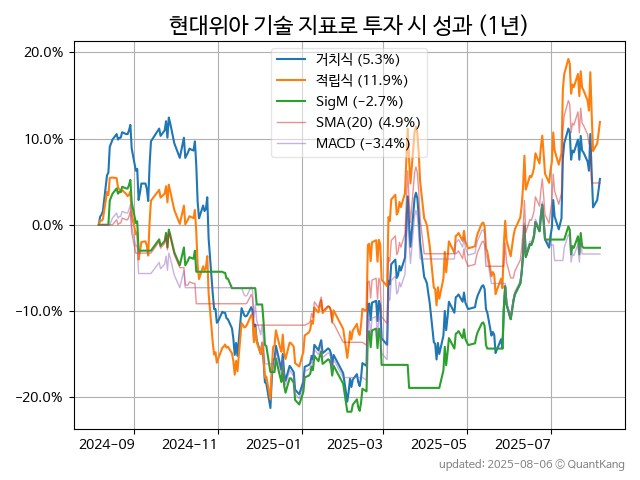 현대위아 기술 지표로 투자 시 성과 (1년)
거치식 (5.3%)
적립식 (11.9%)
SigM (−2.7%)
SMA(20) (4.9%)
MACD (−3.4%)
20.0%
10.0%
0.0%
−10.0%
−20.0%
2024-09 2024-11 2025-01 2025-03 2025-05 2025-07
updated: 2025-08-06 © QuantKang